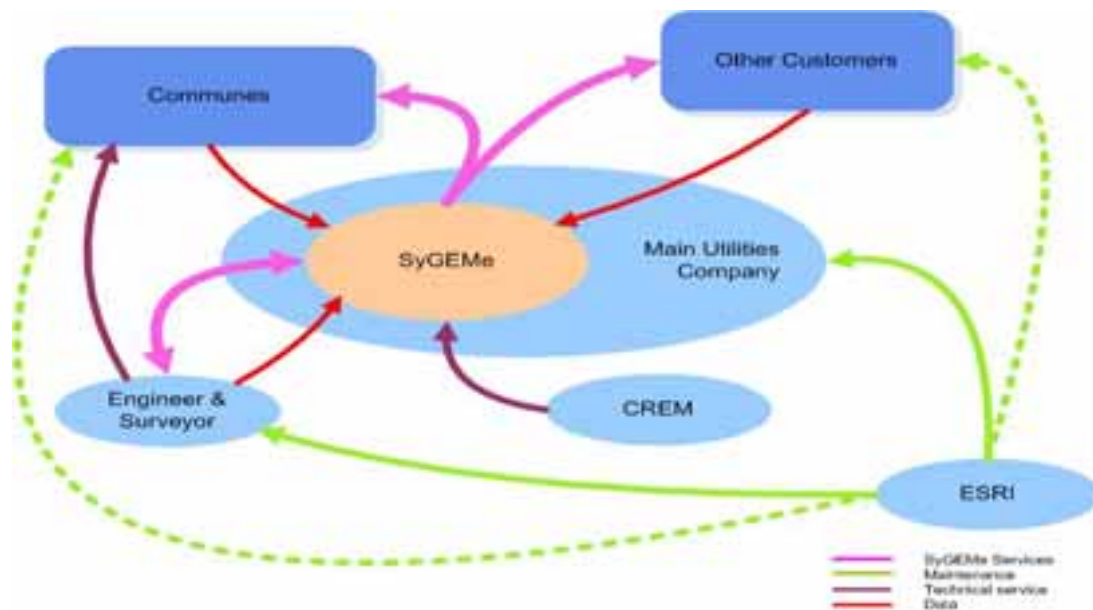 Communes
Other Customers
SyGEMe
Main Utilities
Company
Engineer &
Surveyor
CREM
ESRI
SyGEMe Services
Maintenance
Technical service
Data